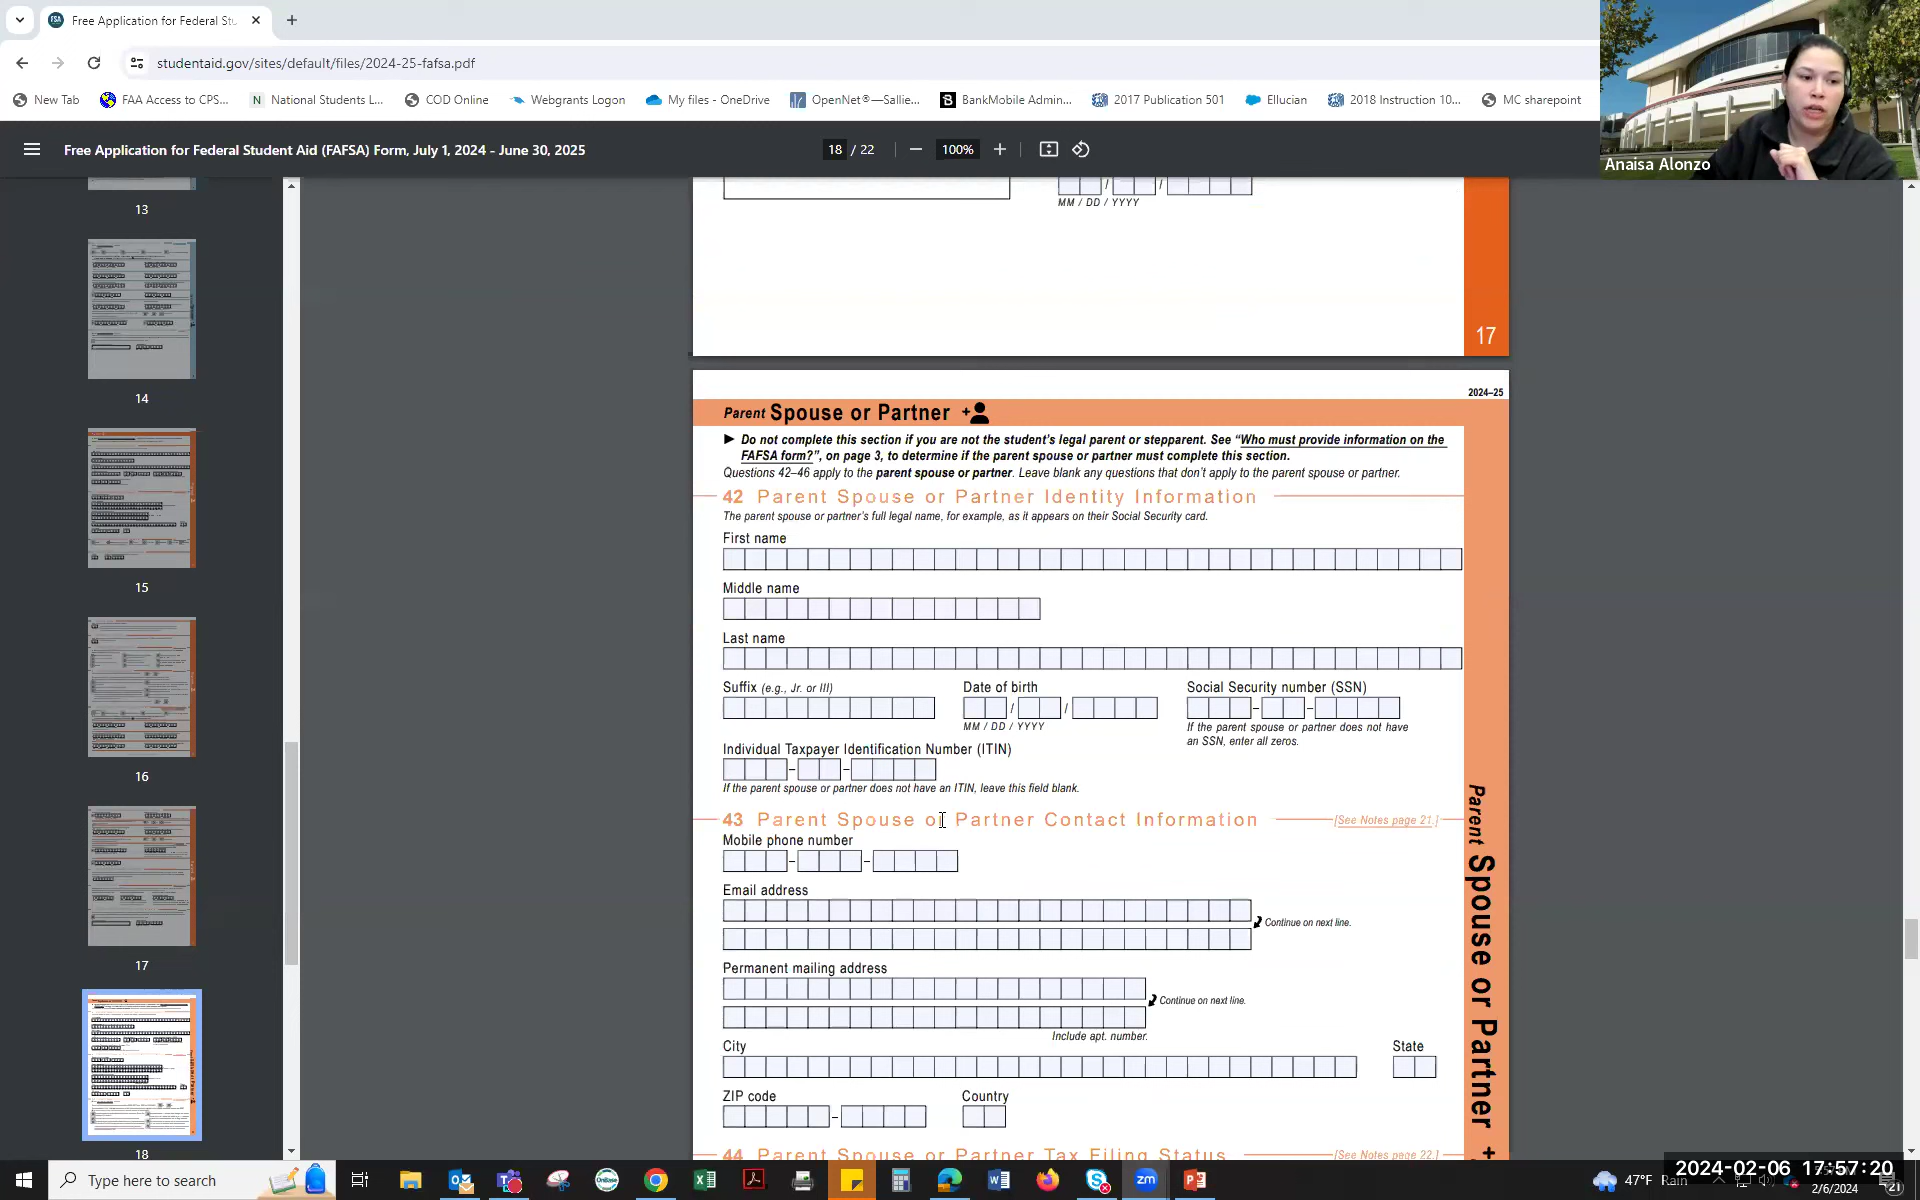 Free Application for Federal Stu
studentaid.gov/sites/default/files/2024-25-fafsa.pdf
New Tab
FAA Access to CPS...
National Students L...
COD Online
Webgrants Logon
My files - OneDrive
OpenNet®—Sallie...
BankMobile Admin...
2017 Publication 501
Ellucian
2018 Instruction 10...
MC sharepoint
Anaisa Alonzo
Free Application for Federal Student Aid (FAFSA) Form, July 1, 2024 - June 30, 2025
18 / 22
100%
13
14
15
16
17
18
MM / DD / YYYY
17
2024–25
Parent Spouse or Partner
Do not complete this section if you are not the student's legal parent or stepparent. See "Who must provide information on the
FAFSA form?", on page 3, to determine if the parent spouse or partner must complete this section.
Questions 42–46 apply to the parent spouse or partner. Leave blank any questions that don't apply to the parent spouse or partner.
42 Parent Spouse or Partner Identity Information
The parent spouse or partner's full legal name, for example, as it appears on their Social Security card.
First name
Middle name
Last name
Suffix (e.g., Jr. or III)
Date of birth
Social Security number (SSN)
MM / DD / YYYY
If the parent spouse or partner does not have
an SSN, enter all zeros.
Individual Taxpayer Identification Number (ITIN)
If the parent spouse or partner does not have an ITIN, leave this field blank.
43 Parent Spouse or Partner Contact Information
[See Notes page 21.]
Mobile phone number
Email address
Continue on next line.
Permanent mailing address
Continue on next line.
Include apt. number.
City
State
ZIP code
Country
44 Parent Spouse or Partner Tax Filing Status
[See Notes page 22.]
Parent Spouse or Partner
Type here to search
47°F Rain
2024-02-06 17:57:20
2/6/2024
21